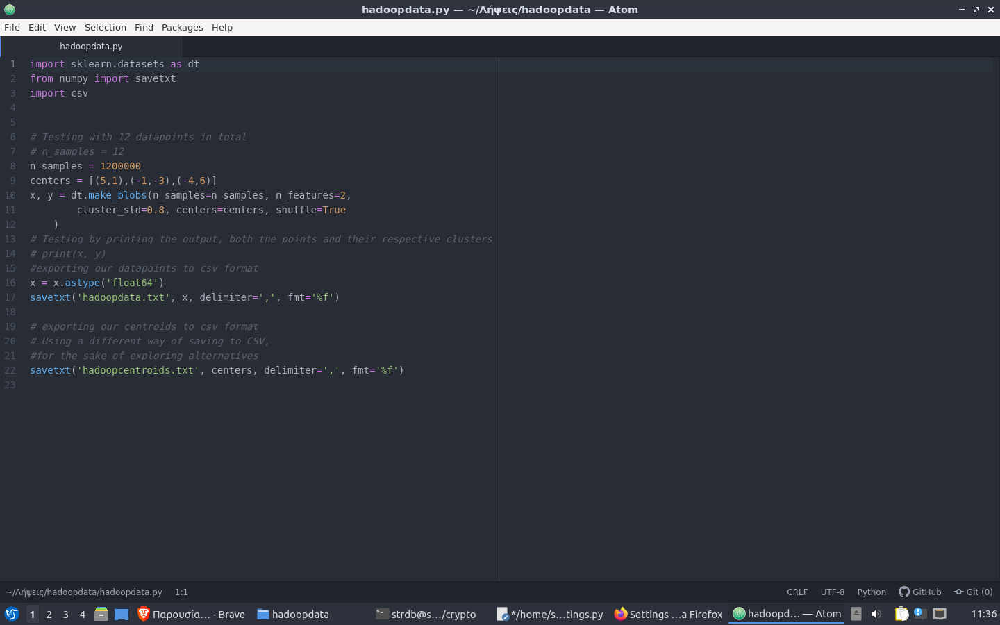 hadoopdata.py — ~/Λήψεις/hadoopdata — Atom
File Edit View Selection Find Packages Help
hadoopdata.py
1 import sklearn.datasets as dt
2 from numpy import savetxt
3 import csv
4
5
6 # Testing with 12 datapoints in total
7 # n_samples = 12
8 n_samples = 1200000
9 centers = [(5,1),(-1,-3),(-4,6)]
10 x, y = dt.make_blobs(n_samples=n_samples, n_features=2,
11 cluster_std=0.8, centers=centers, shuffle=True
12 )
13 # Testing by printing the output, both the points and their respective clusters
14 # print(x, y)
15 #exporting our datapoints to csv format
16 x = x.astype('float64')
17 savetxt('hadoopdata.txt', x, delimiter=',', fmt='%f')
18
19 # exporting our centroids to csv format
20 # Using a different way of saving to CSV,
21 #for the sake of exploring alternatives
22 savetxt('hadoopcentroids.txt', centers, delimiter=',', fmt='%f')
23
~/Λήψεις/hadoopdata/hadoopdata.py 1:1 CRLF UTF-8 Python GitHub Git (0)
1 2 3 4 Παρουσία… - Brave hadoopdata strdb@s…/crypto */home/s…tings.py Settings …a Firefox hadoopd… — Atom 11:36